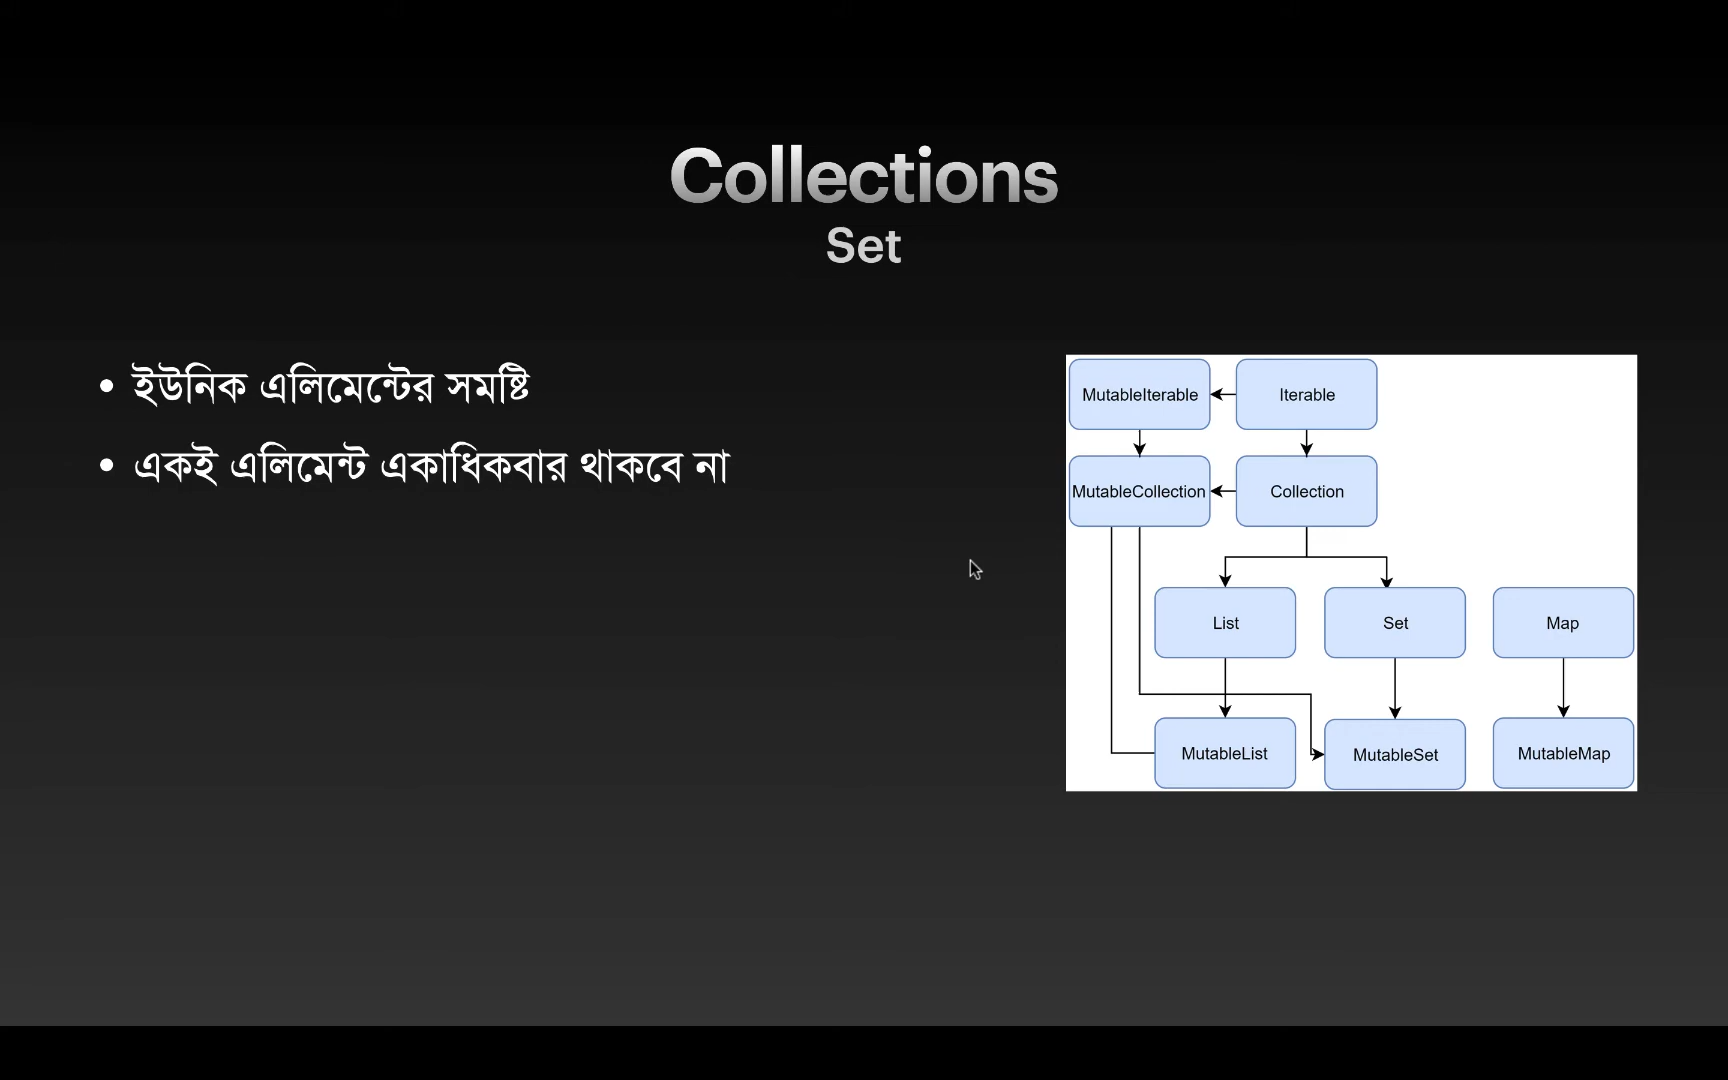 Collections
Set
• ইউনিক এলিমেন্টের সমষ্টি
• একই এলিমেন্ট একাধিকবার থাকবে না
MutableIterable
Iterable
MutableCollection
Collection
List
Set
Map
MutableList
MutableSet
MutableMap